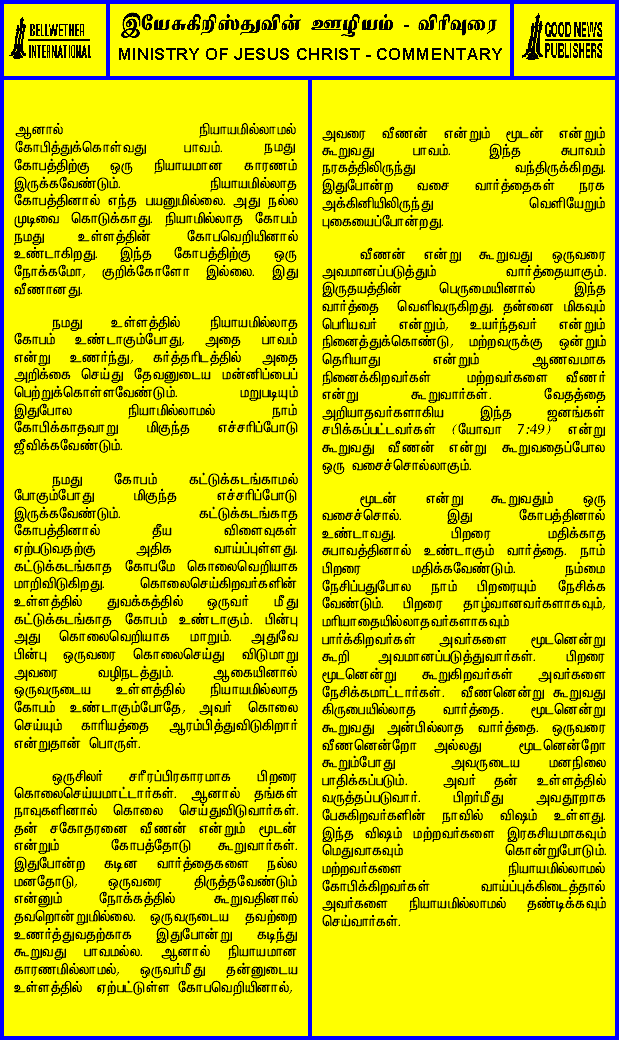 BELLWETHER
INTERNATIONAL
இயேசுகிறிஸ்துவின் ஊழியம் - விரிவுரை
MINISTRY OF JESUS CHRIST - COMMENTARY
GOOD NEWS
PUBLISHERS
ஆனால் நியாயமில்லாமல்
கோபித்துக்கொள்வது பாவம். நமது
கோபத்திற்கு ஒரு நியாயமான காரணம்
இருக்கவேண்டும். நியாயமில்லாத
கோபத்தினால் எந்த பயனுமில்லை. அது நல்ல
முடிவை கொடுக்காது. நியாமில்லாத கோபம்
நமது உள்ளத்தின் கோபவெறியினால்
உண்டாகிறது. இந்த கோபத்திற்கு ஒரு
நோக்கமோ, குறிக்கோளோ இல்லை. இது
வீணானது.
நமது உள்ளத்தில் நியாயமில்லாத
கோபம் உண்டாகும்போது, அதை பாவம்
என்று உணர்ந்து, கர்த்தரிடத்தில் அதை
அறிக்கை செய்து தேவனுடைய மன்னிப்பைப்
பெற்றுக்கொள்ளவேண்டும். மறுபடியும்
இதுபோல நியாமில்லாமல் நாம்
கோபிக்காதவாறு மிகுந்த எச்சரிப்போடு
ஜீவிக்கவேண்டும்.
நமது கோபம் கட்டுக்கடங்காமல்
போகும்போது மிகுந்த எச்சரிப்போடு
இருக்கவேண்டும். கட்டுக்கடங்காத
கோபத்தினால் தீய விளைவுகள்
ஏற்படுவதற்கு அதிக வாய்ப்புள்ளது.
கட்டுக்கடங்காத கோபமே கொலைவெறியாக
மாறிவிடுகிறது. கொலைசெய்கிறவர்களின்
உள்ளத்தில் துவக்கத்தில் ஒருவர் மீது
கட்டுக்கடங்காத கோபம் உண்டாகும். பின்பு
அது கொலைவெறியாக மாறும். அதுவே
பின்பு ஒருவரை கொலைசெய்து விடுமாறு
அவரை வழிநடத்தும். ஆகையினால்
ஒருவருடைய உள்ளத்தில் நியாயமில்லாத
கோபம் உண்டாகும்போதே, அவர் கொலை
செய்யும் காரியத்தை ஆரம்பித்துவிடுகிறார்
என்றுதான் பொருள்.
ஒருசிலர் சரீரப்பிரகாரமாக பிறரை
கொலைசெய்யமாட்டார்கள். ஆனால் தங்கள்
நாவுகளினால் கொலை செய்துவிடுவார்கள்.
தன் சகோதரனை வீணன் என்றும் மூடன்
என்றும் கோபத்தோடு கூறுவார்கள்.
இதுபோன்ற கடின வார்த்தைகளை நல்ல
மனதோடு, ஒருவரை திருத்தவேண்டும்
என்னும் நோக்கத்தில் கூறுவதினால்
தவறொன்றுமில்லை. ஒருவருடைய தவற்றை
உணர்த்துவதற்காக இதுபோன்று கடிந்து
கூறுவது பாவமல்ல. ஆனால் நியாயமான
காரணமில்லாமல், ஒருவர்மீது தன்னுடைய
உள்ளத்தில் ஏற்பட்டுள்ள கோபவெறியினால்,
அவரை வீணன் என்றும் மூடன் என்றும்
கூறுவது பாவம். இந்த சுபாவம்
நரகத்திலிருந்து வந்திருக்கிறது.
இதுபோன்ற வசை வார்த்தைகள் நரக
அக்கினியிலிருந்து வெளியேறும்
புகையைப்போன்றது.
வீணன் என்று கூறுவது ஒருவரை
அவமானப்படுத்தும் வார்த்தையாகும்.
இருதயத்தின் பெருமையினால் இந்த
வார்த்தை வெளிவருகிறது. தன்னை மிகவும்
பெரியவர் என்றும், உயர்ந்தவர் என்றும்
நினைத்துக்கொண்டு, மற்றவருக்கு ஒன்றும்
தெரியாது என்றும் ஆணவமாக
நினைக்கிறவர்கள் மற்றவர்களை வீணர்
என்று கூறுவார்கள். வேதத்தை
அறியாதவர்களாகிய இந்த ஜனங்கள்
சபிக்கப்பட்டவர்கள் (யோவா 7:49) என்று
கூறுவது வீணன் என்று கூறுவதைப்போல
ஒரு வசைச்சொல்லாகும்.
மூடன் என்று கூறுவதும் ஒரு
வசைச்சொல். இது கோபத்தினால்
உண்டாவது. பிறரை மதிக்காத
சுபாவத்தினால் உண்டாகும் வார்த்தை. நாம்
பிறரை மதிக்கவேண்டும். நம்மை
நேசிப்பதுபோல நாம் பிறரையும் நேசிக்க
வேண்டும். பிறரை தாழ்வானவர்களாகவும்,
மரியாதையில்லாதவர்களாகவும்
பார்க்கிறவர்கள் அவர்களை மூடனென்று
கூறி அவமானப்படுத்துவார்கள். பிறரை
மூடனென்று கூறுகிறவர்கள் அவர்களை
நேசிக்கமாட்டார்கள். வீணனென்று கூறுவது
கிருபையில்லாத வார்த்தை. மூடனென்று
கூறுவது அன்பில்லாத வார்த்தை. ஒருவரை
வீணனென்றோ அல்லது மூடனென்றோ
கூறும்போது அவருடைய மனநிலை
பாதிக்கப்படும். அவர் தன் உள்ளத்தில்
வருத்தப்படுவார். பிறர்மீது அவதூறாக
பேசுகிறவர்களின் நாவில் விஷம் உள்ளது.
இந்த விஷம் மற்றவர்களை இரகசியமாகவும்
மெதுவாகவும் கொன்றுபோடும்.
மற்றவர்களை நியாயமில்லாமல்
கோபிக்கிறவர்கள் வாய்ப்புக்கிடைத்தால்
அவர்களை நியாயமில்லாமல் தண்டிக்கவும்
செய்வார்கள்.